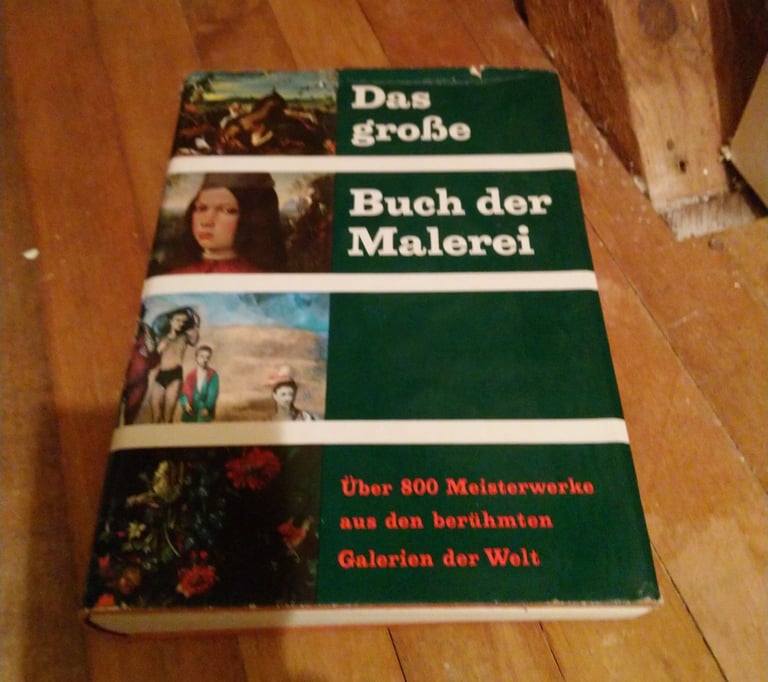 Das
große
Buch der
Malerei
Über 800 Meisterwerke
aus den berühmten
Galerien der Welt